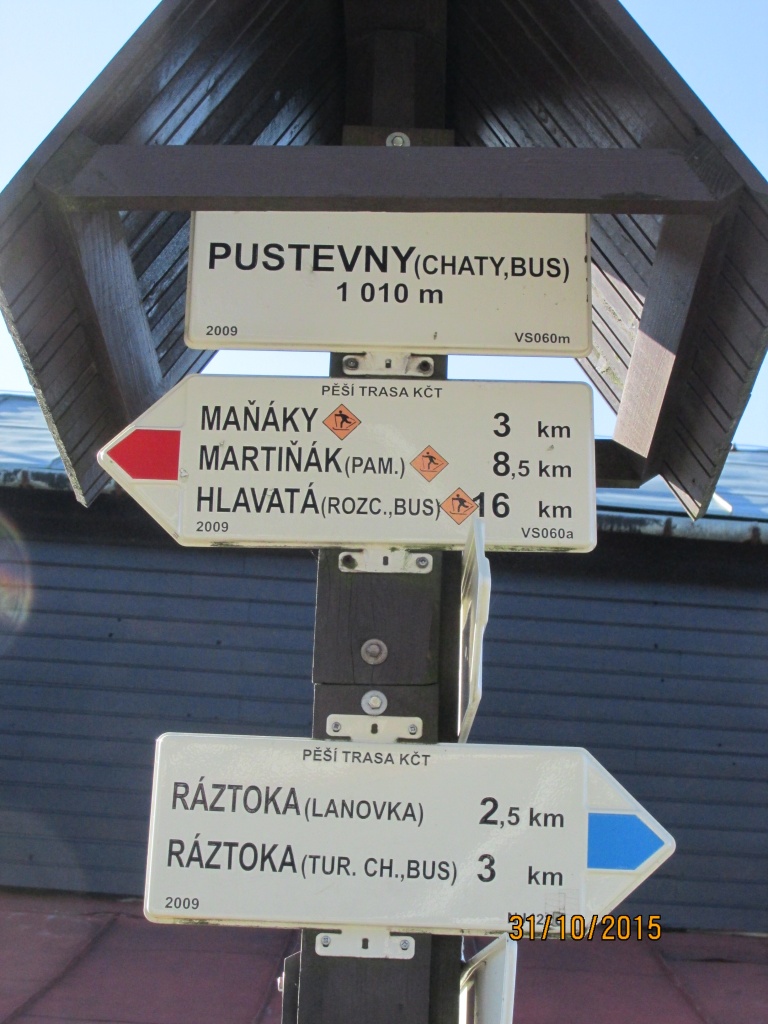 PUSTEVNY(CHATY,BUS)
1 010 m
2009 VS060m
PĚŠÍ TRASA KČT
MAŇÁKY 3 km
MARTIŇÁK(PAM.) 8,5 km
HLAVATÁ(ROZC.,BUS) 16 km
2009 VS060a
PĚŠÍ TRASA KČT
RÁZTOKA(LANOVKA) 2,5 km
RÁZTOKA(TUR. CH.,BUS) 3 km
2009
31/10/2015